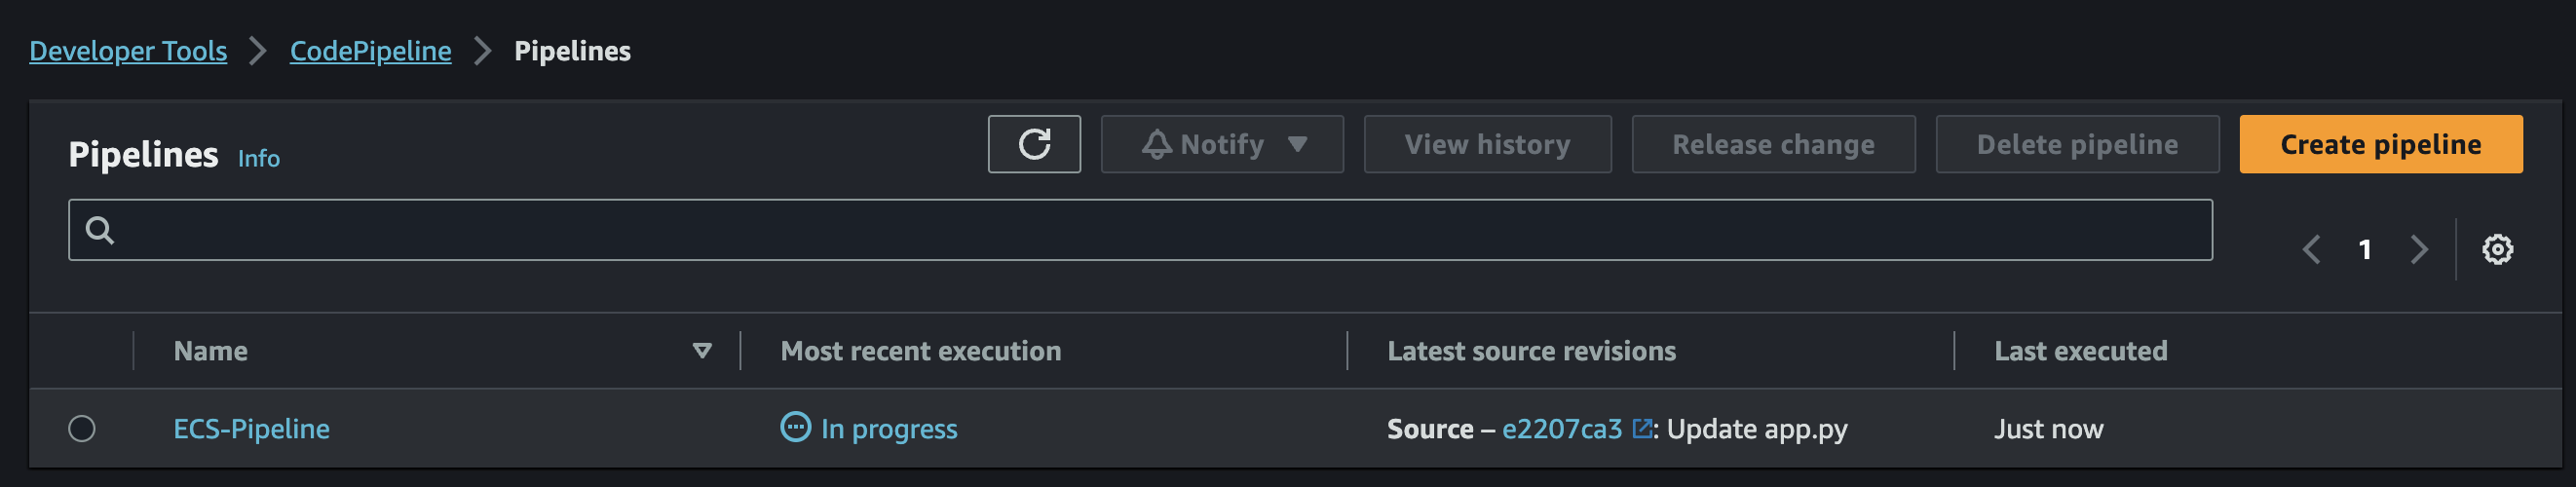 Developer Tools > CodePipeline > Pipelines
Pipelines Info
Notify View history Release change Delete pipeline Create pipeline
1
Name Most recent execution Latest source revisions Last executed
ECS-Pipeline In progress Source – e2207ca3 : Update app.py Just now